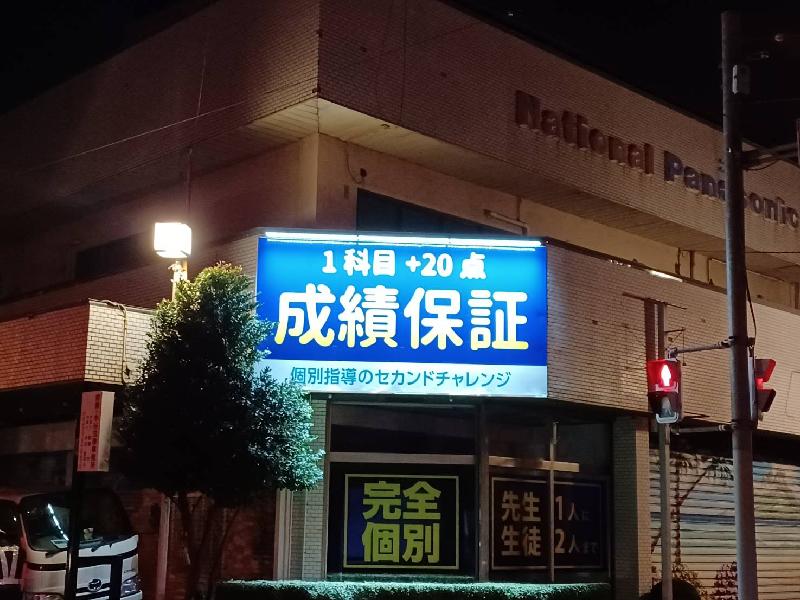 National Panasonic
1科目 +20点
成績保証
個別指導のセカンドチャレンジ
完全
個別
先生 1人に
生徒 2人まで